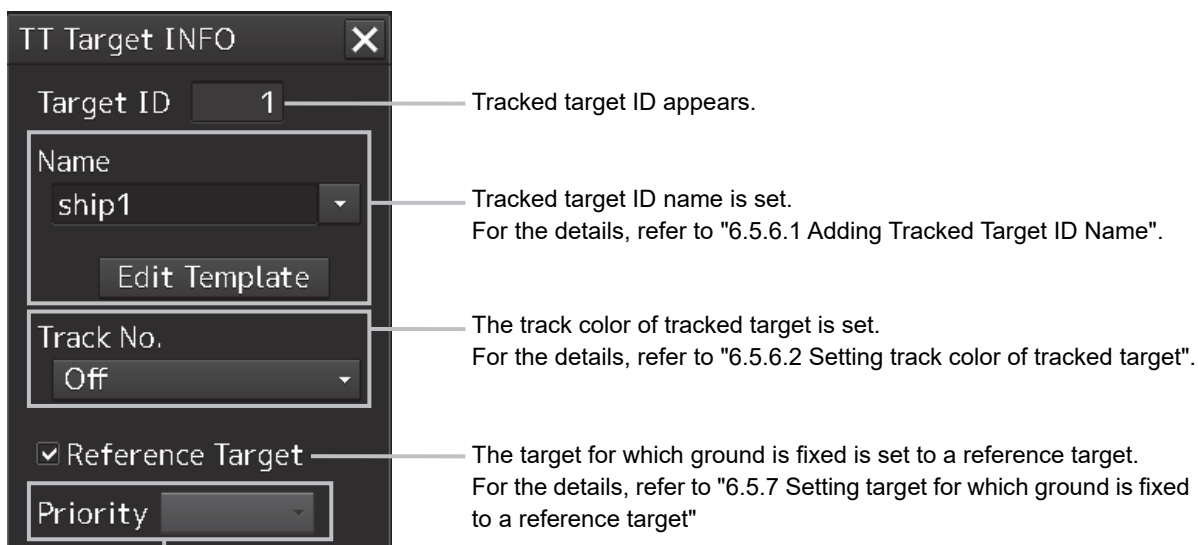 TT Target INFO
Target ID 1
Tracked target ID appears.
Name
ship1
Tracked target ID name is set.
For the details, refer to "6.5.6.1 Adding Tracked Target ID Name".
Edit Template
Track No.
Off
The track color of tracked target is set.
For the details, refer to "6.5.6.2 Setting track color of tracked target".
Reference Target
The target for which ground is fixed is set to a reference target.
For the details, refer to "6.5.7 Setting target for which ground is fixed
to a reference target"
Priority